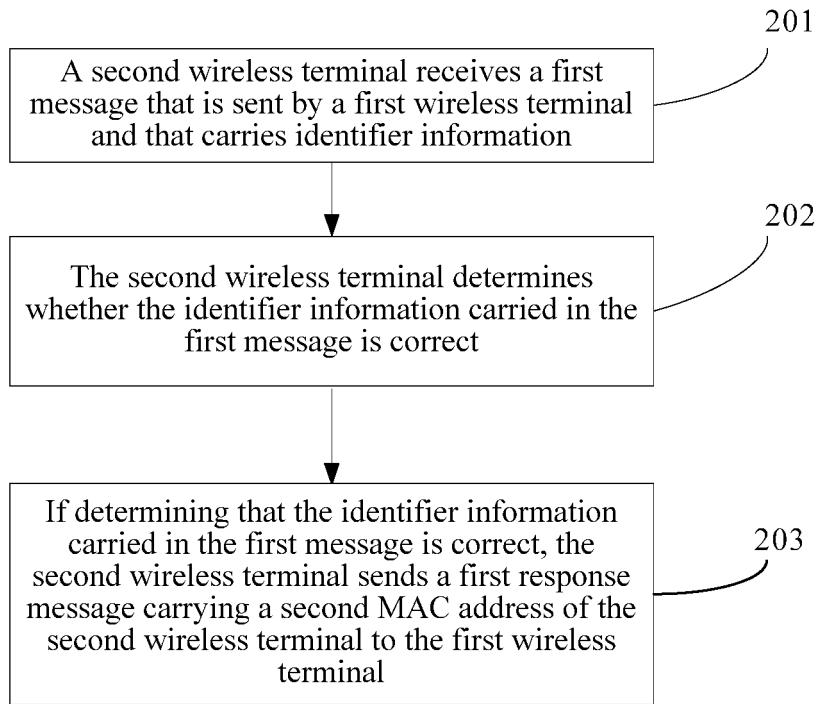 201
A second wireless terminal receives a first
message that is sent by a first wireless terminal
and that carries identifier information
202
The second wireless terminal determines
whether the identifier information carried in the
first message is correct
203
If determining that the identifier information
carried in the first message is correct, the
second wireless terminal sends a first response
message carrying a second MAC address of the
second wireless terminal to the first wireless
terminal